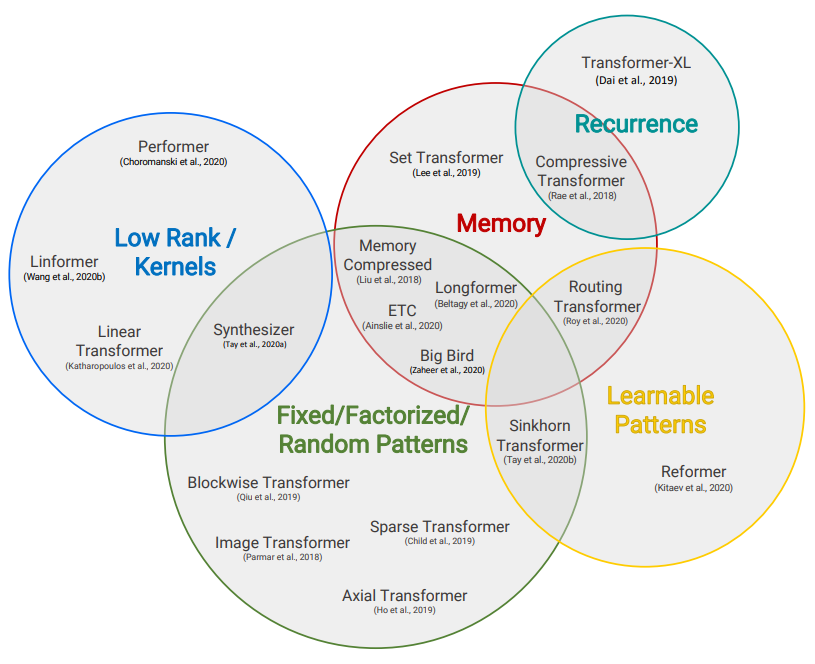 Transformer-XL
(Dai et al., 2019)
Recurrence
Compressive
Transformer
(Rae et al., 2018)
Performer
(Choromanski et al., 2020)
Set Transformer
(Lee et al., 2019)
Memory
Low Rank /
Kernels
Linformer
(Wang et al., 2020b)
Memory
Compressed
(Liu et al., 2018)
Longformer
(Beltagy et al., 2020)
Routing
Transformer
(Roy et al., 2020)
ETC
(Ainslie et al., 2020)
Linear
Transformer
(Katharopoulos et al., 2020)
Synthesizer
(Tay et al., 2020a)
Big Bird
(Zaheer et al., 2020)
Learnable
Patterns
Fixed/Factorized/
Random Patterns
Sinkhorn
Transformer
(Tay et al., 2020b)
Reformer
(Kitaev et al., 2020)
Blockwise Transformer
(Qiu et al., 2019)
Sparse Transformer
(Child et al., 2019)
Image Transformer
(Parmar et al., 2018)
Axial Transformer
(Ho et al., 2019)